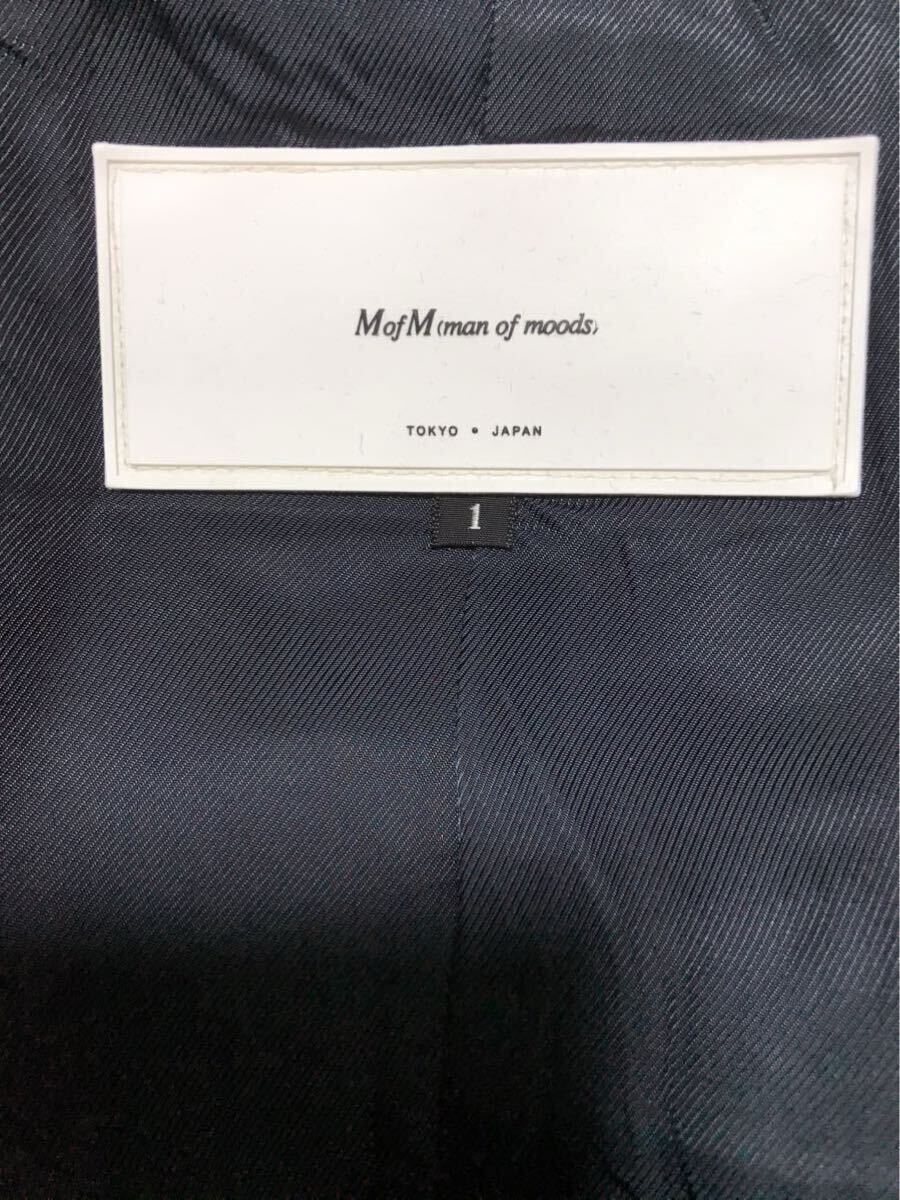 MofM(man of moods)
TOKYO • JAPAN
1